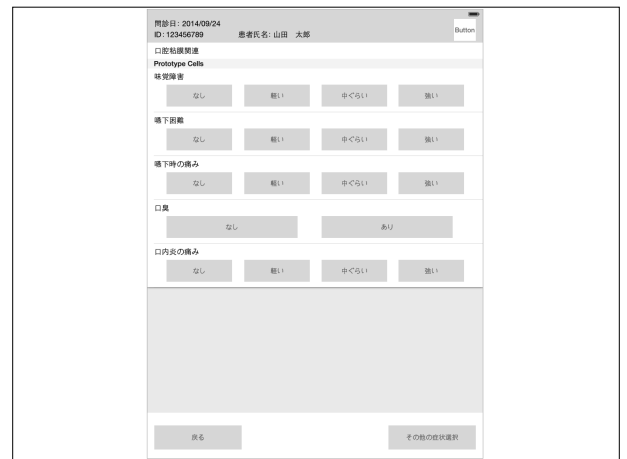 問診日: 2014/09/24
ID: 123456789 患者氏名: 山田 太郎
Button
口腔粘膜関連
Prototype Cells
味覚障害
なし 軽い 中ぐらい 強い
嚥下困難
なし 軽い 中ぐらい 強い
嚥下時の痛み
なし 軽い 中ぐらい 強い
口臭
なし あり
口内炎の痛み
なし 軽い 中ぐらい 強い
戻る その他の症状選択